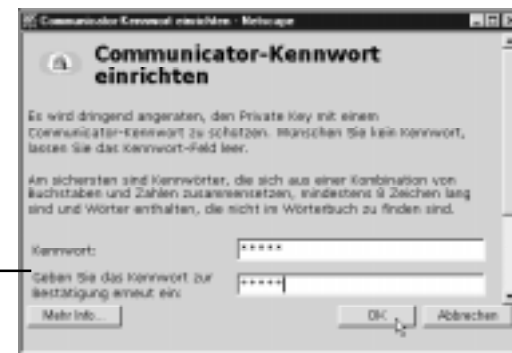 Communicator-Kennwort einrichten - Netscape
Communicator-Kennwort
einrichten
Es wird dringend angeraten, den Private Key mit einem
Communicator-Kennwort zu schützen. Wünschen Sie kein Kennwort,
lassen Sie das Kennwort-Feld leer.
Am sichersten sind Kennwörter, die sich aus einer Kombination von
Buchstaben und Zahlen zusammensetzen, mindestens 8 Zeichen lang
sind und Wörter enthalten, die nicht im Wörterbuch zu finden sind.
Kennwort: *****
Geben Sie das Kennwort zur
Bestätigung erneut ein: *****
Mehr Info... OK Abbrechen